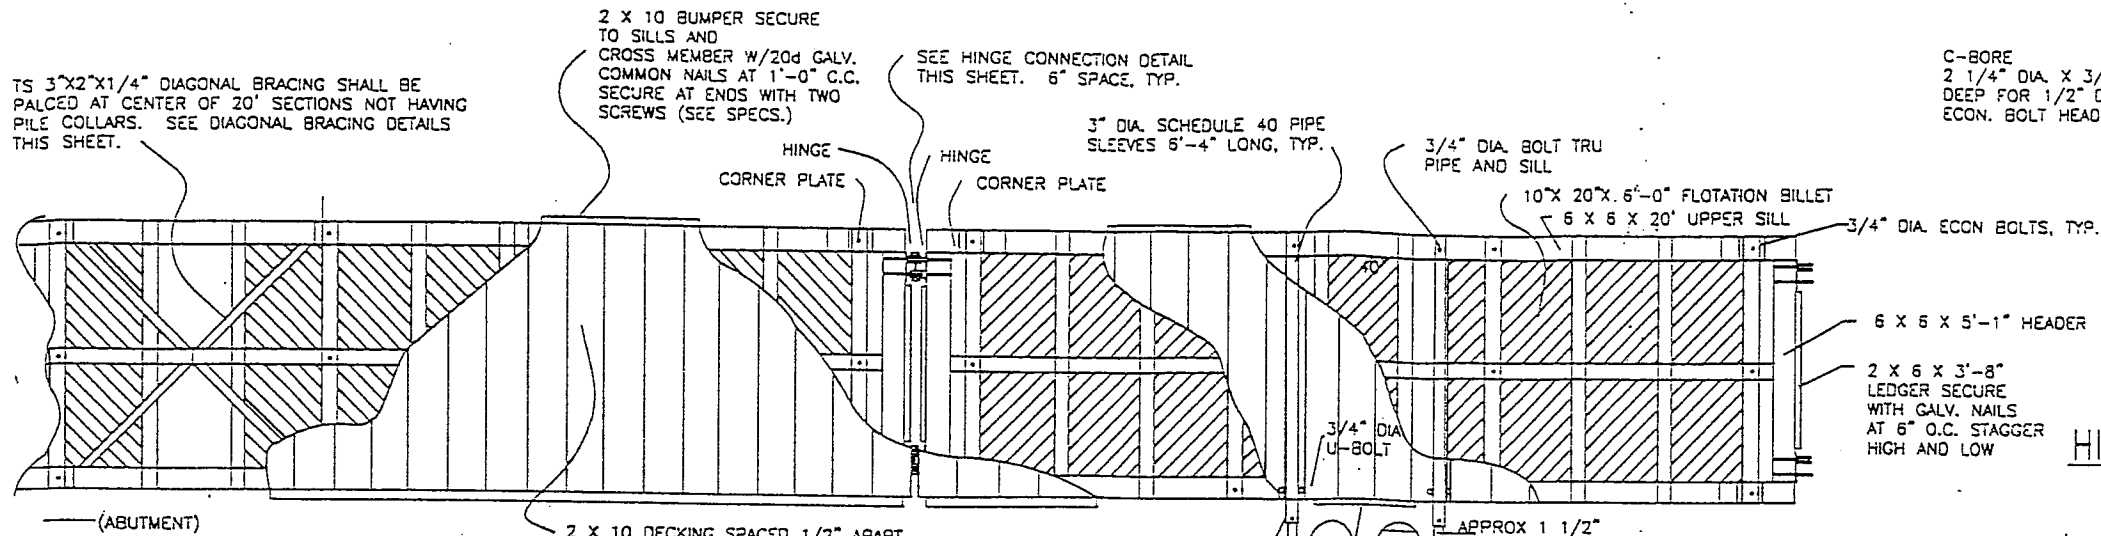 2 X 10 BUMPER SECURE
TO SILLS AND
CROSS MEMBER W/20d GALV.
COMMON NAILS AT 1'-0" C.C.
SECURE AT ENDS WITH TWO
SCREWS (SEE SPECS.)
SEE HINGE CONNECTION DETAIL
THIS SHEET. 6" SPACE, TYP.
C-BORE
2 1/4" DIA. X 3/
DEEP FOR 1/2" D
ECON. BOLT HEAD
TS 3"X2"X1/4" DIAGONAL BRACING SHALL BE
PALCED AT CENTER OF 20' SECTIONS NOT HAVING
PILE COLLARS. SEE DIAGONAL BRACING DETAILS
THIS SHEET.
3" DIA. SCHEDULE 40 PIPE
SLEEVES 6'-4" LONG, TYP.
3/4" DIA. BOLT TRU
PIPE AND SILL
HINGE
HINGE
CORNER PLATE
CORNER PLATE
10"X 20"X 6'-0" FLOTATION BILLET
6 X 6 X 20' UPPER SILL
3/4" DIA. ECON BOLTS, TYP.
40
6 X 6 X 5'-1" HEADER
2 X 6 X 3'-8"
LEDGER SECURE
WITH GALV. NAILS
AT 6" O.C. STAGGER
HIGH AND LOW
3/4" DIA
U-BOLT
HI
(ABUTMENT)
2 X 10 DECKING SPACED 1/2" APART
APPROX 1 1/2"